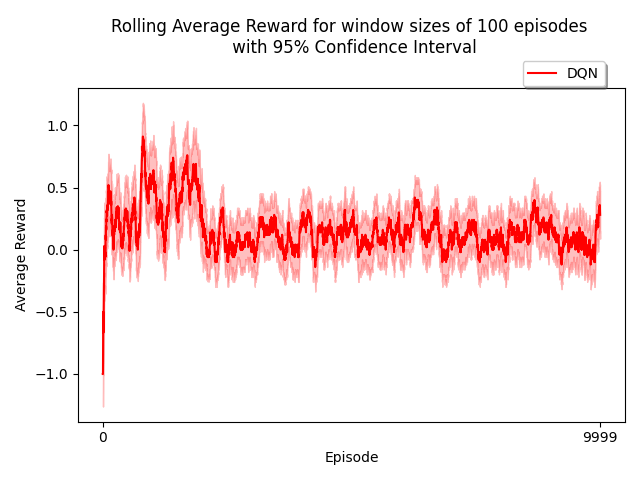 Rolling Average Reward for window sizes of 100 episodes
with 95% Confidence Interval
DQN
Average Reward
1.0
0.5
0.0
−0.5
−1.0
0
9999
Episode